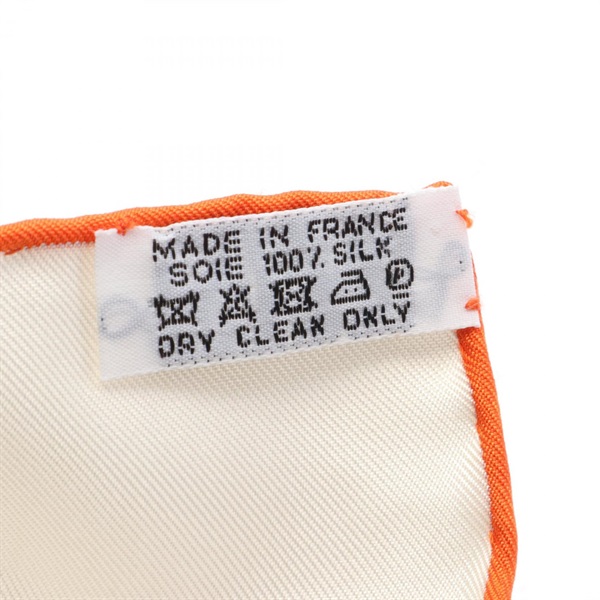 MADE IN FRANCE
SOIE 100% SILK
P
DRY CLEAN ONLY